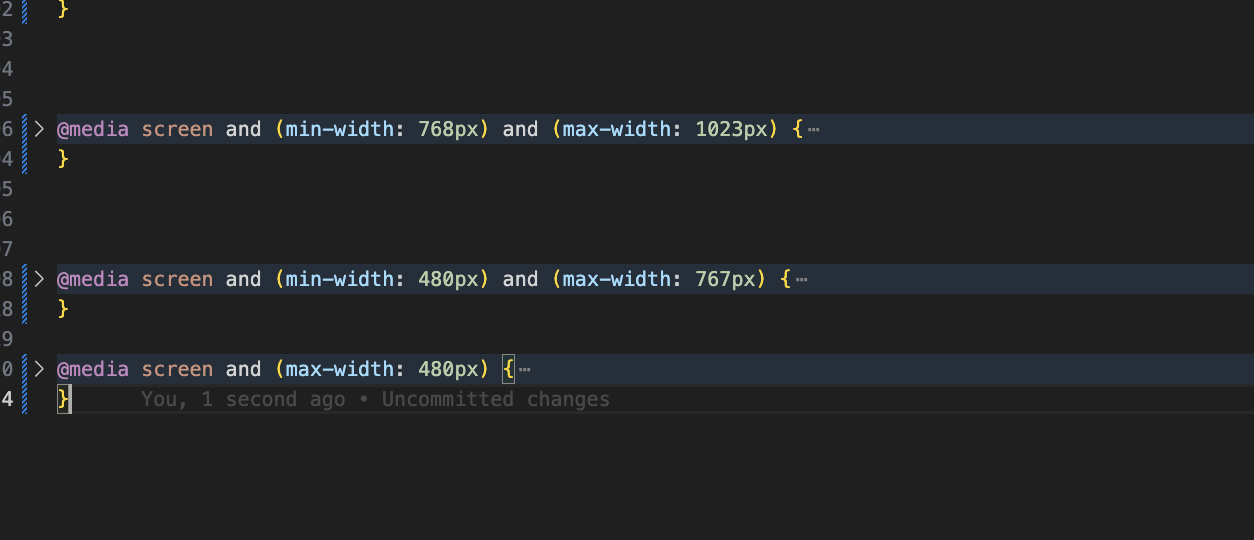 2 }
3
4
5
6 @media screen and (min-width: 768px) and (max-width: 1023px) {⋯
4 }
5
6
7
8 @media screen and (min-width: 480px) and (max-width: 767px) {⋯
8 }
9
0 @media screen and (max-width: 480px) {⋯
4 } You, 1 second ago • Uncommitted changes